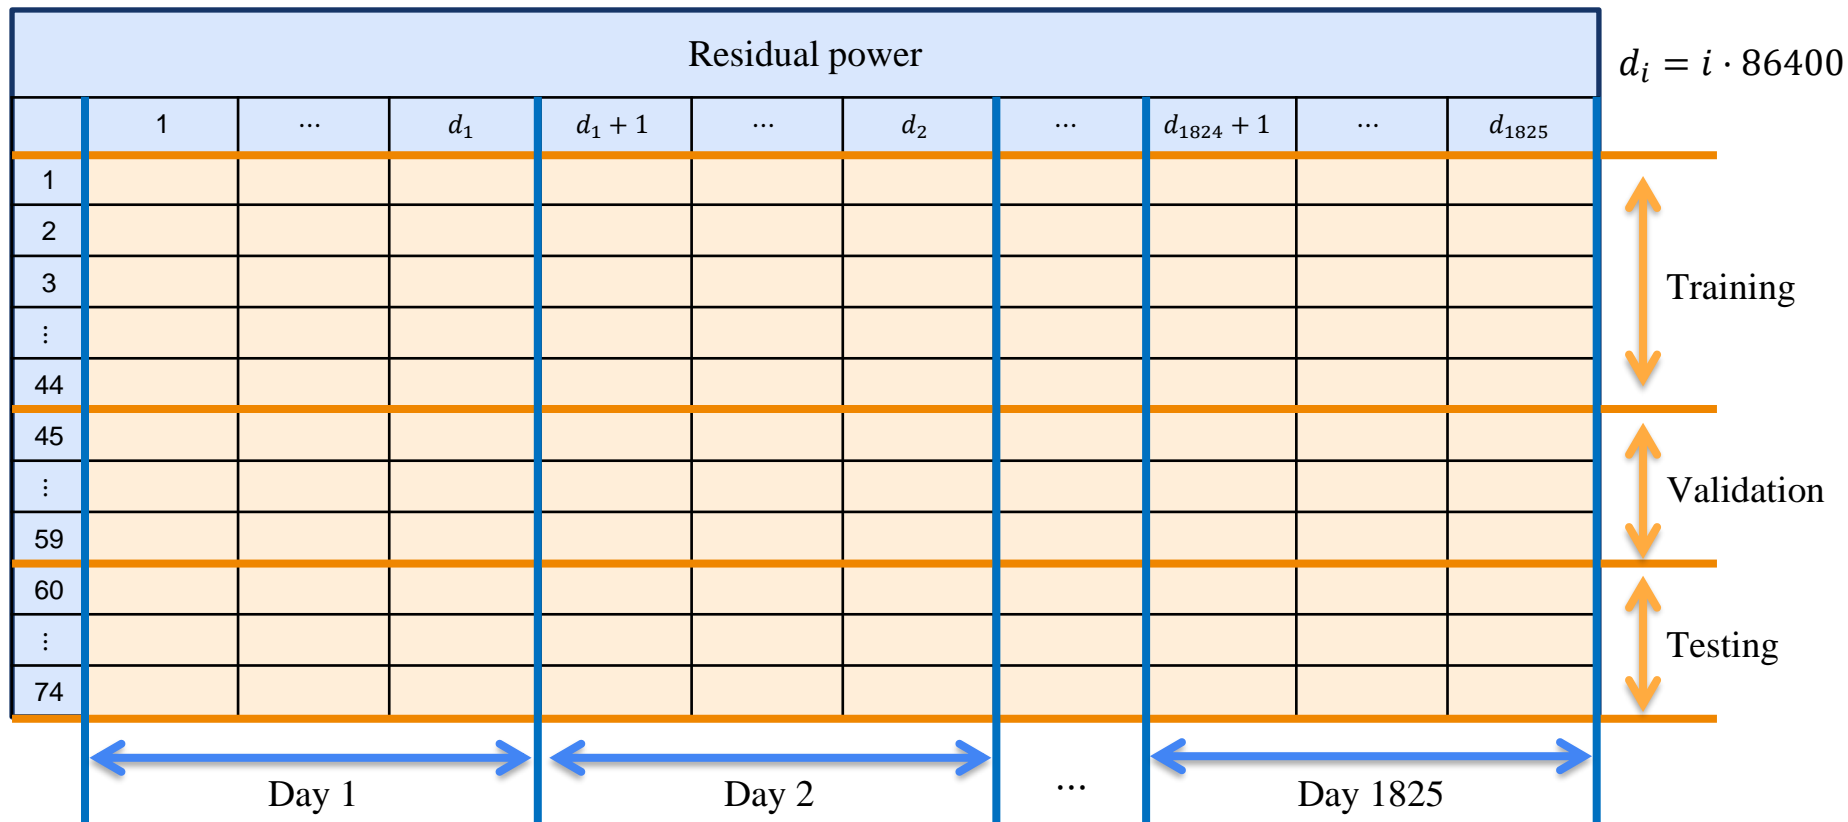 Residual power
d_i = i · 86400
1 ⋯ d_1 d_1 + 1 ⋯ d_2 ⋯ d_1824 + 1 ⋯ d_1825
1
2
3
⋮
44
Training
45
⋮
59
Validation
60
⋮
74
Testing
Day 1 Day 2 ⋯ Day 1825